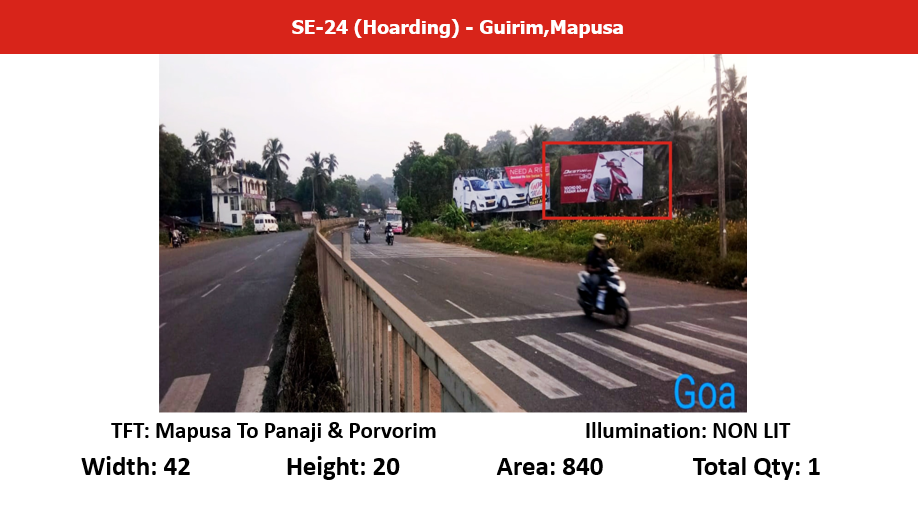 SE-24 (Hoarding) - Guirim,Mapusa
NEED A RIDE
Goa
TFT: Mapusa To Panaji & Porvorim
Illumination: NON LIT
Width: 42
Height: 20
Area: 840
Total Qty: 1